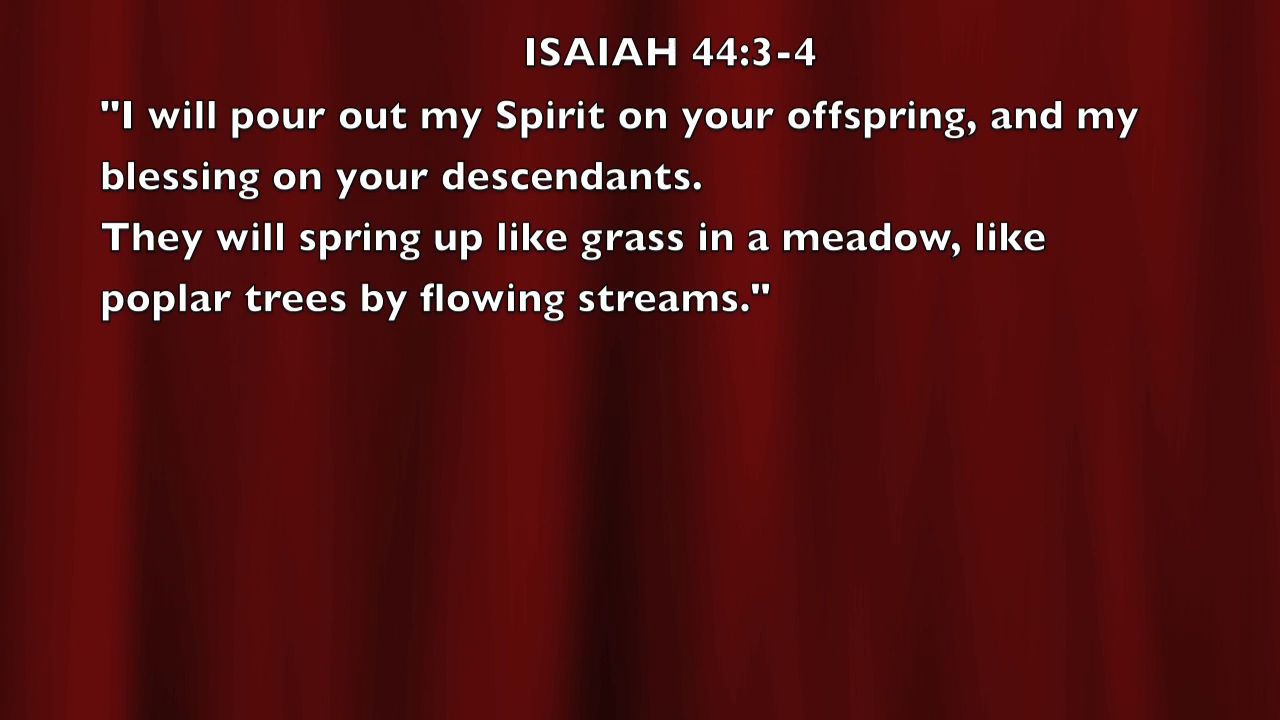 ISAIAH 44:3-4
"I will pour out my Spirit on your offspring, and my
blessing on your descendants.
They will spring up like grass in a meadow, like
poplar trees by flowing streams."